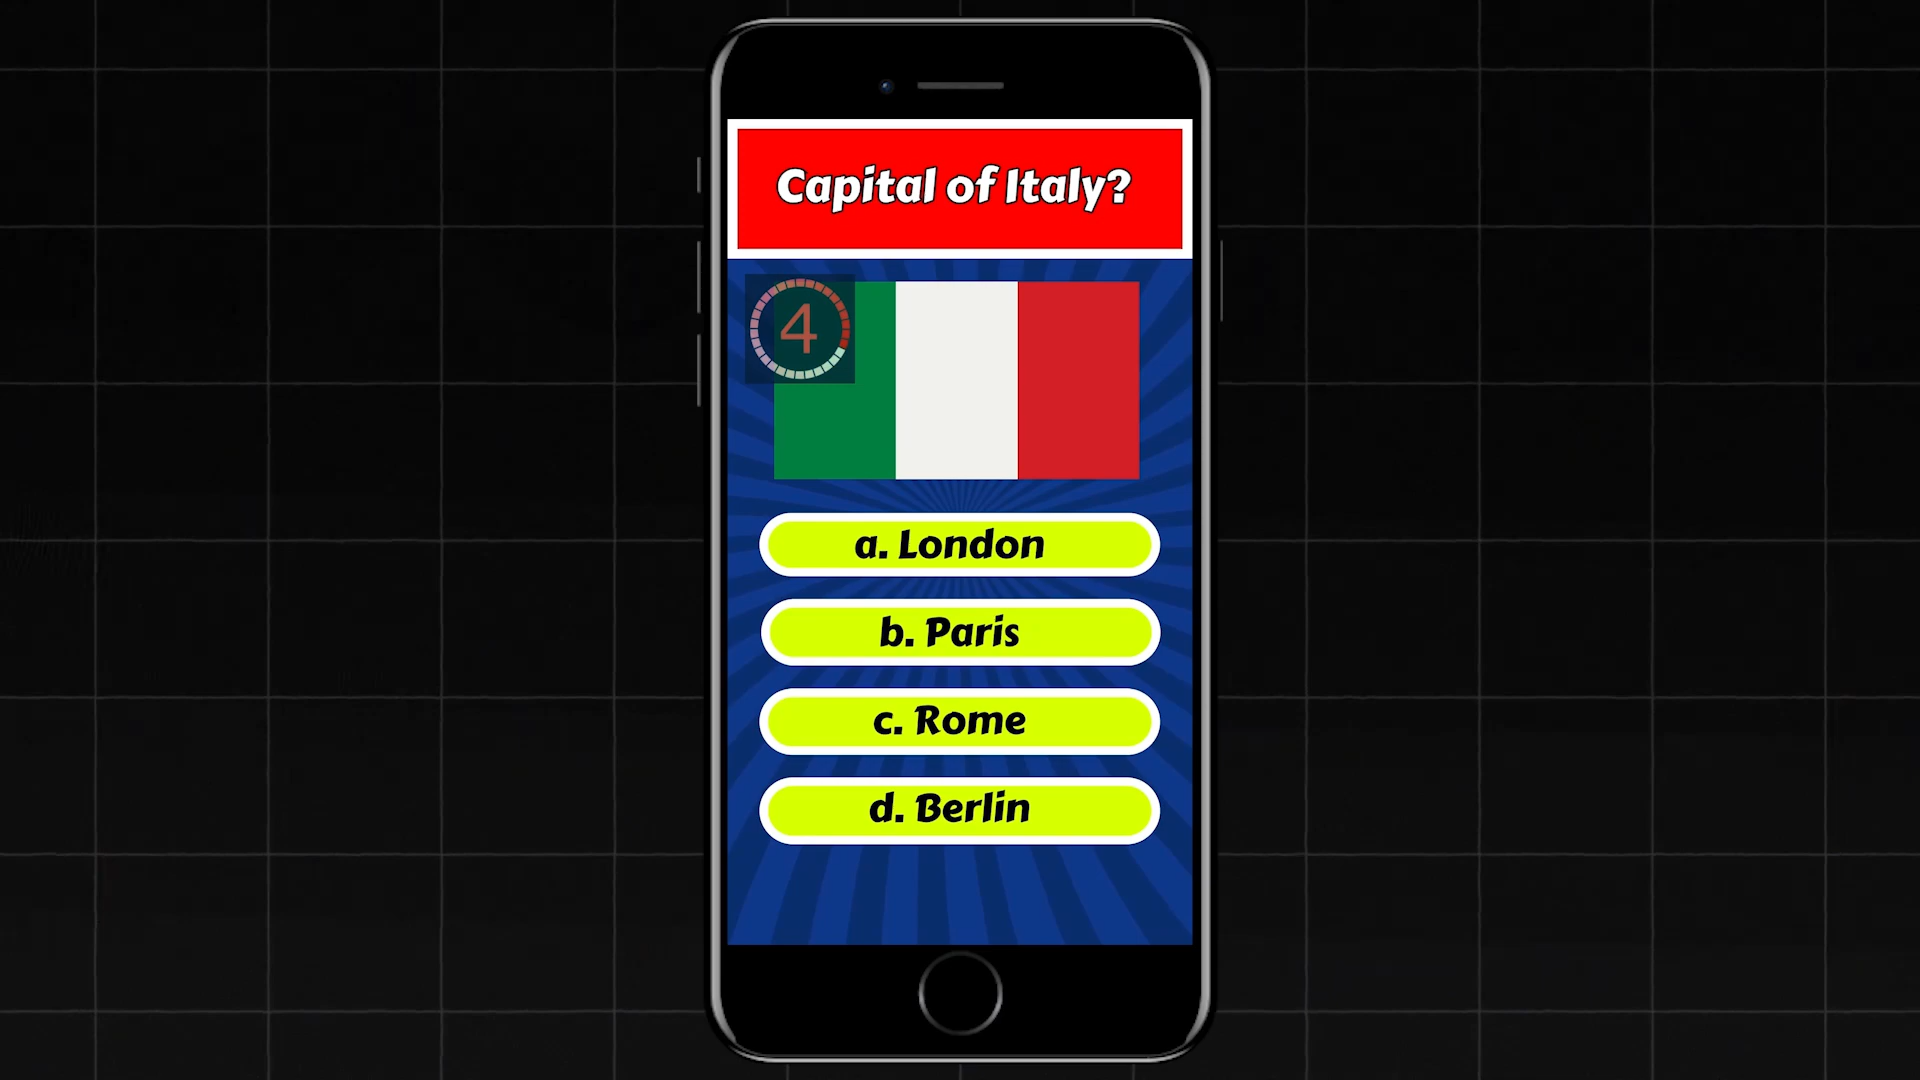 Capital of Italy?
4
a. London
b. Paris
c. Rome
d. Berlin